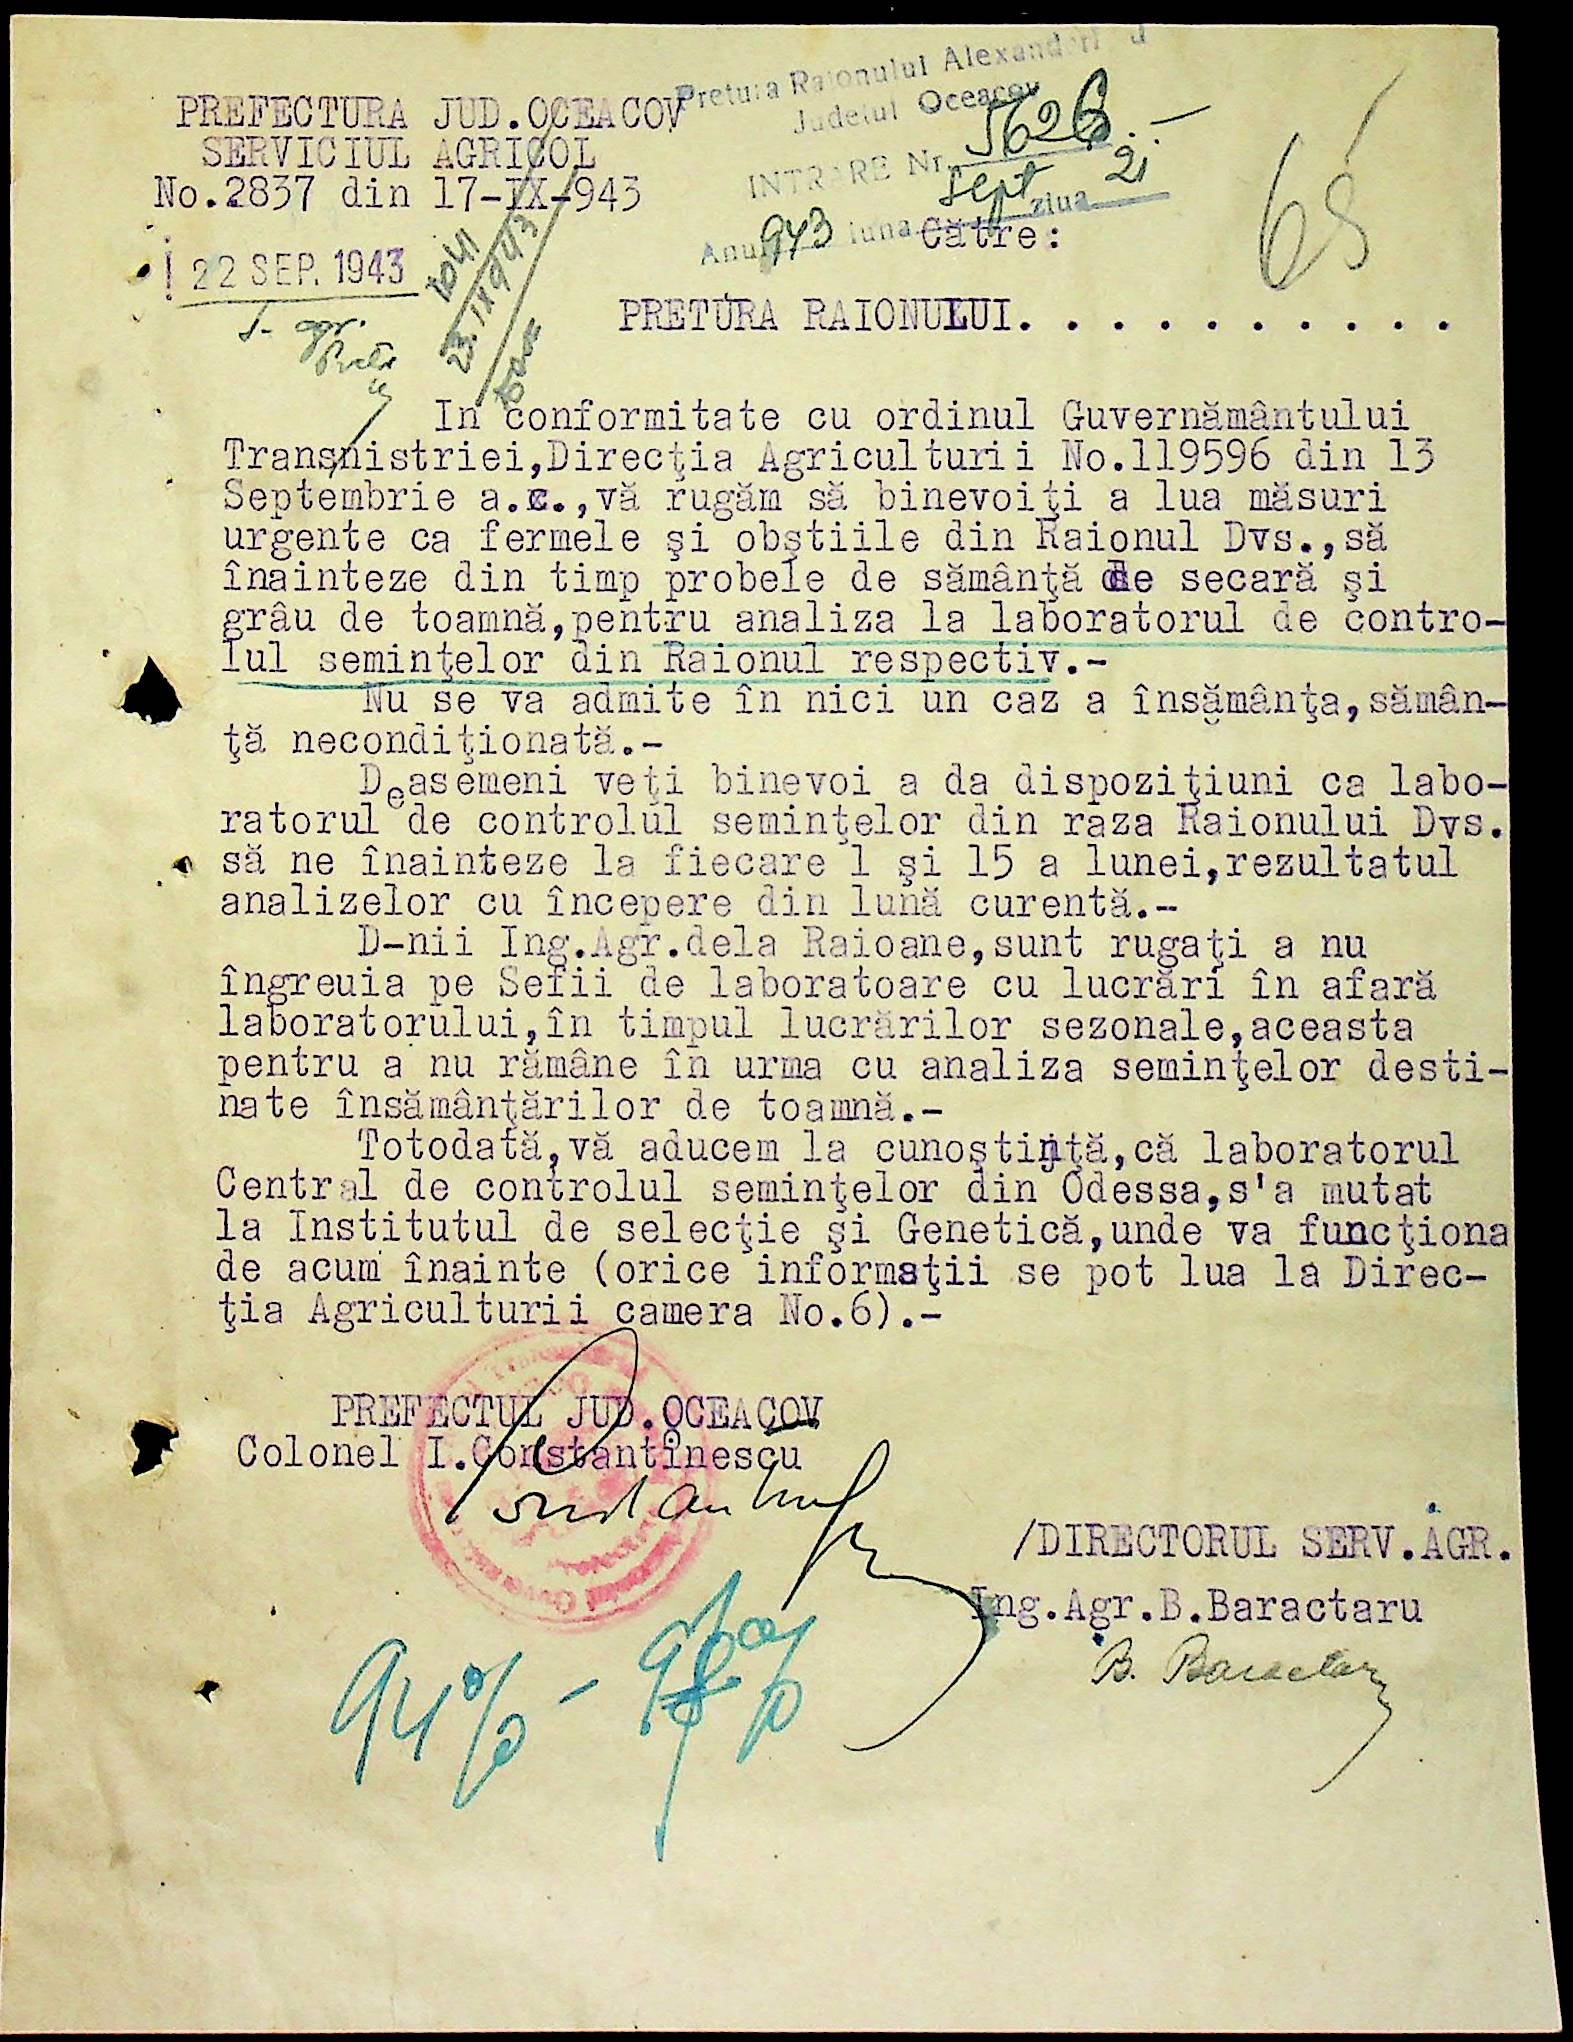 Pretura Raionului
Judetul Oceacov
INTRARE Nr. 5626.-
Anul 943 luna Sept ziua 21
65
PREFECTURA JUD.OCEACOV
SERVICIUL AGRICOL
No.2837 din 17-IX-943
22 SEP. 1943
Către:
PRETURA RAIONULUI. . . . . . . . . .
In conformitate cu ordinul Guvernământului
Transnistriei,Direcţia Agriculturii No.119596 din 13
Septembrie a.c.,vă rugăm să binevoiţi a lua măsuri
urgente ca fermele şi obştiile din Raionul Dvs.,să
înainteze din timp probele de sămânţă de secară şi
grâu de toamnă,pentru analiza la laboratorul de contro-
lul seminţelor din Raionul respectiv.-
Nu se va admite în nici un caz a însămânţa,sămân-
ţă necondiţionată.-
Deasemeni veţi binevoi a da dispoziţiuni ca labo-
ratorul de controlul seminţelor din raza Raionului Dvs.
să ne înainteze la fiecare 1 şi 15 a lunei,rezultatul
analizelor cu începere din lună curentă.-
D-nii Ing.Agr.dela Raioane,sunt rugaţi a nu
îngreuia pe Sefii de laboratoare cu lucrări în afară
laboratorului,în timpul lucrărilor sezonale,aceasta
pentru a nu rămâne în urma cu analiza seminţelor desti-
nate însămânţărilor de toamnă.-
Totodată,vă aducem la cunoştinţă,că laboratorul
Central de controlul seminţelor din Odessa,s'a mutat
la Institutul de selecţie şi Genetică,unde va funcţiona
de acum înainte (orice informaţii se pot lua la Direc-
ţia Agriculturii camera No.6).-
PREFECTUL JUD.OCEACOV
Colonel I.Constantinescu
/DIRECTORUL SERV.AGR.
Ing.Agr.B.Baractaru
B. Baractaru
94%